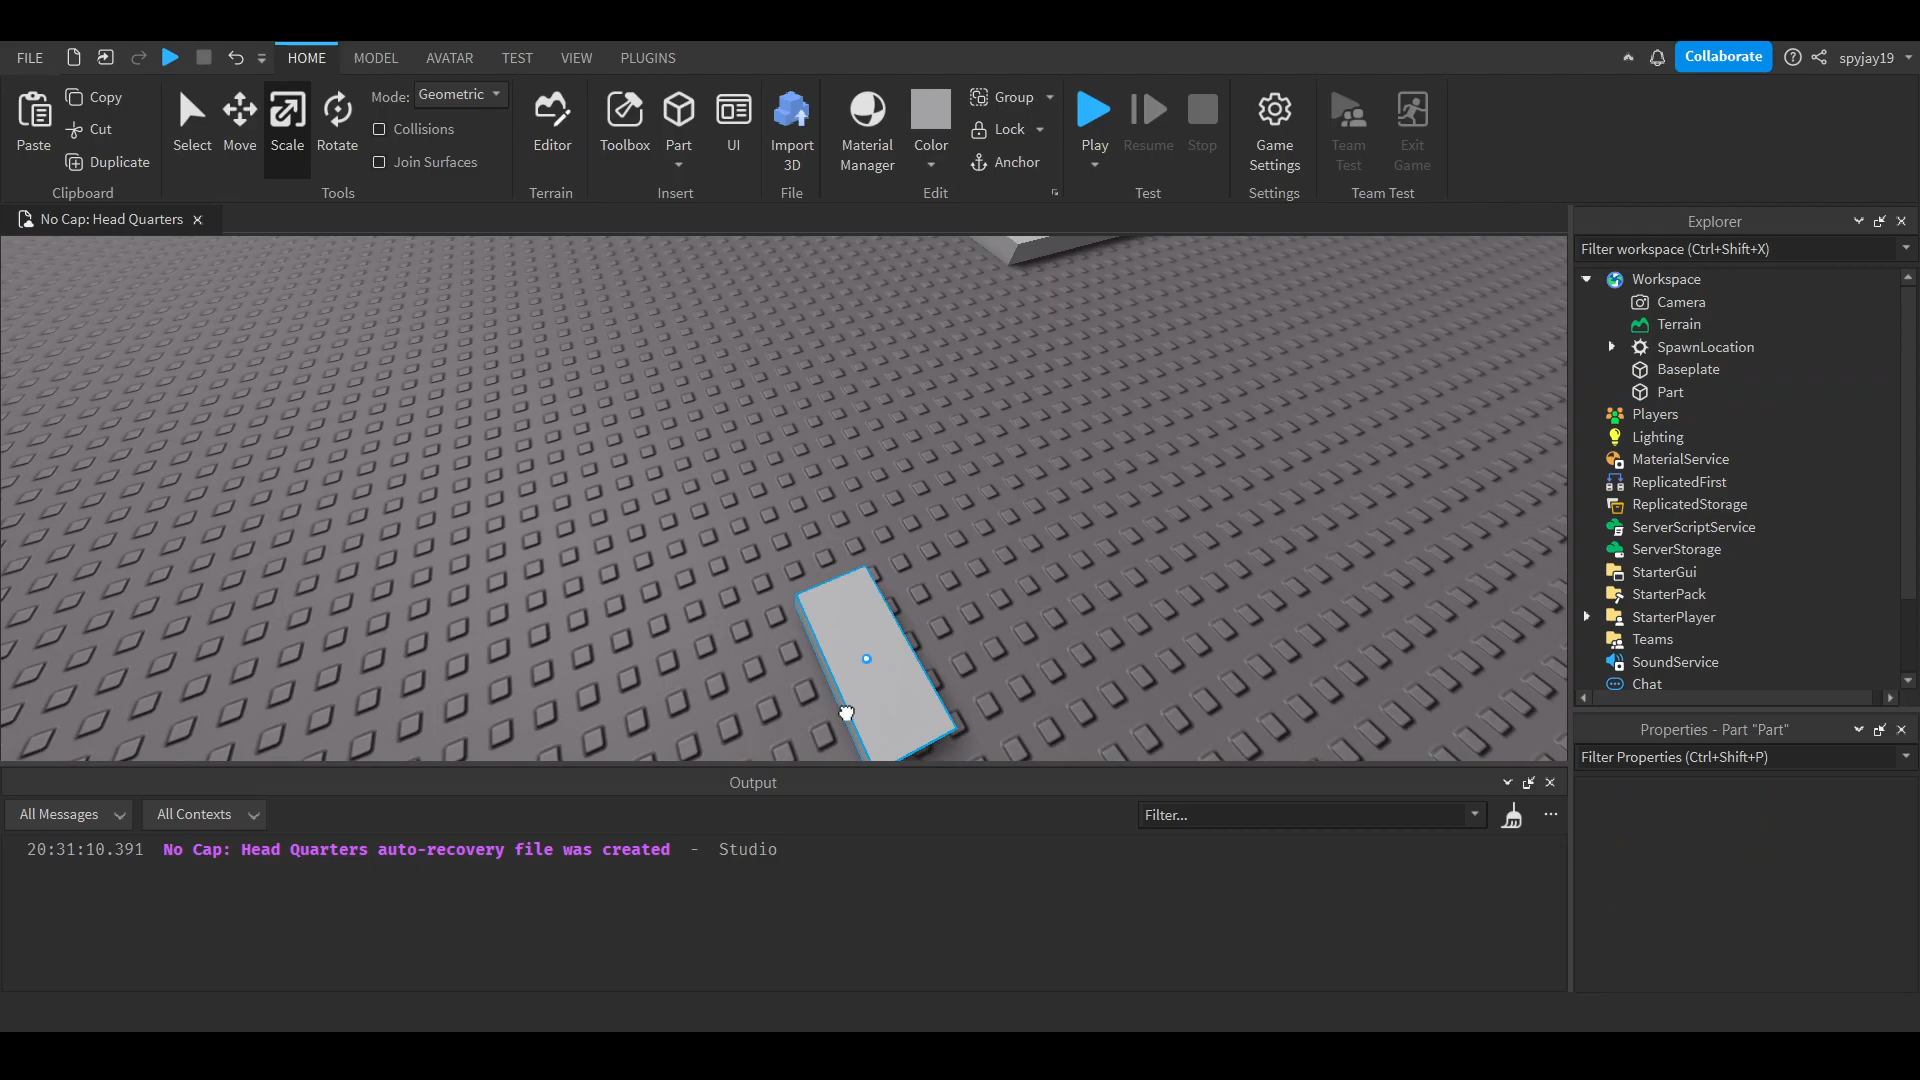 FILE HOME MODEL AVATAR TEST VIEW PLUGINS Collaborate spyjay19
Paste Copy Cut Duplicate Clipboard
Select Move Scale Rotate Mode: Geometric Collisions Join Surfaces Tools
Editor Terrain
Toolbox Part UI Insert
Import 3D File
Material Manager Color Group Lock Anchor Edit
Play Resume Stop Test
Game Settings Settings
Team Test Exit Game Team Test
No Cap: Head Quarters
Explorer
Filter workspace (Ctrl+Shift+X)
Workspace
Camera
Terrain
SpawnLocation
Baseplate
Part
Players
Lighting
MaterialService
ReplicatedFirst
ReplicatedStorage
ServerScriptService
ServerStorage
StarterGui
StarterPack
StarterPlayer
Teams
SoundService
Chat
Properties - Part "Part"
Filter Properties (Ctrl+Shift+P)
Output
All Messages All Contexts Filter...
20:31:10.391 No Cap: Head Quarters auto-recovery file was created - Studio